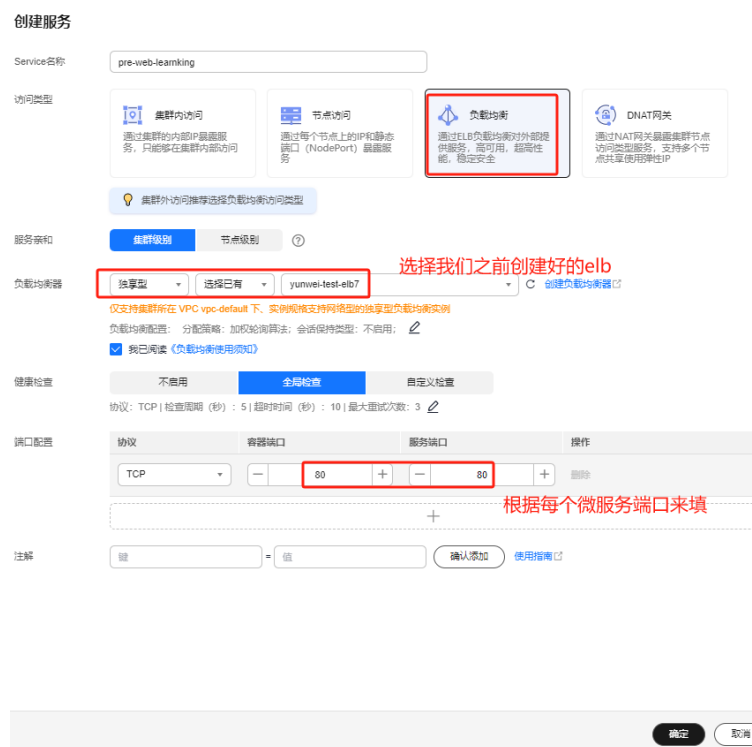 创建服务
Service名称
pre-web-learnking
访问类型
集群内访问
通过集群的内部IP暴露服
务，只能够在集群内部访问
节点访问
通过每个节点上的IP和静态
端口（NodePort）暴露服
务
负载均衡
通过ELB负载均衡对外部提
供服务，高可用，超高性
能，稳定安全
DNAT网关
通过NAT网关暴露集群节点
访问类型服务，支持多个节
点共享使用弹性IP
集群外访问推荐选择负载均衡访问类型
服务亲和
集群级别
节点级别
选择我们之前创建好的elb
负载均衡器
独享型
选择已有
yunwei-test-elb7
创建负载均衡器
仅支持集群所在 VPC vpc-default 下、实例规格支持网络型的独享型负载均衡实例
负载均衡配置： 分配策略：加权轮询算法；会话保持类型：不启用；
我已阅读《负载均衡使用须知》
健康检查
不启用
全局检查
自定义检查
协议：TCP | 检查周期（秒）：5 | 超时时间（秒）：10 | 最大重试次数：3
端口配置
协议
容器端口
服务端口
操作
TCP
80
80
删除
根据每个微服务端口来填
注解
键
=
值
确认添加
使用指南
确定
取消